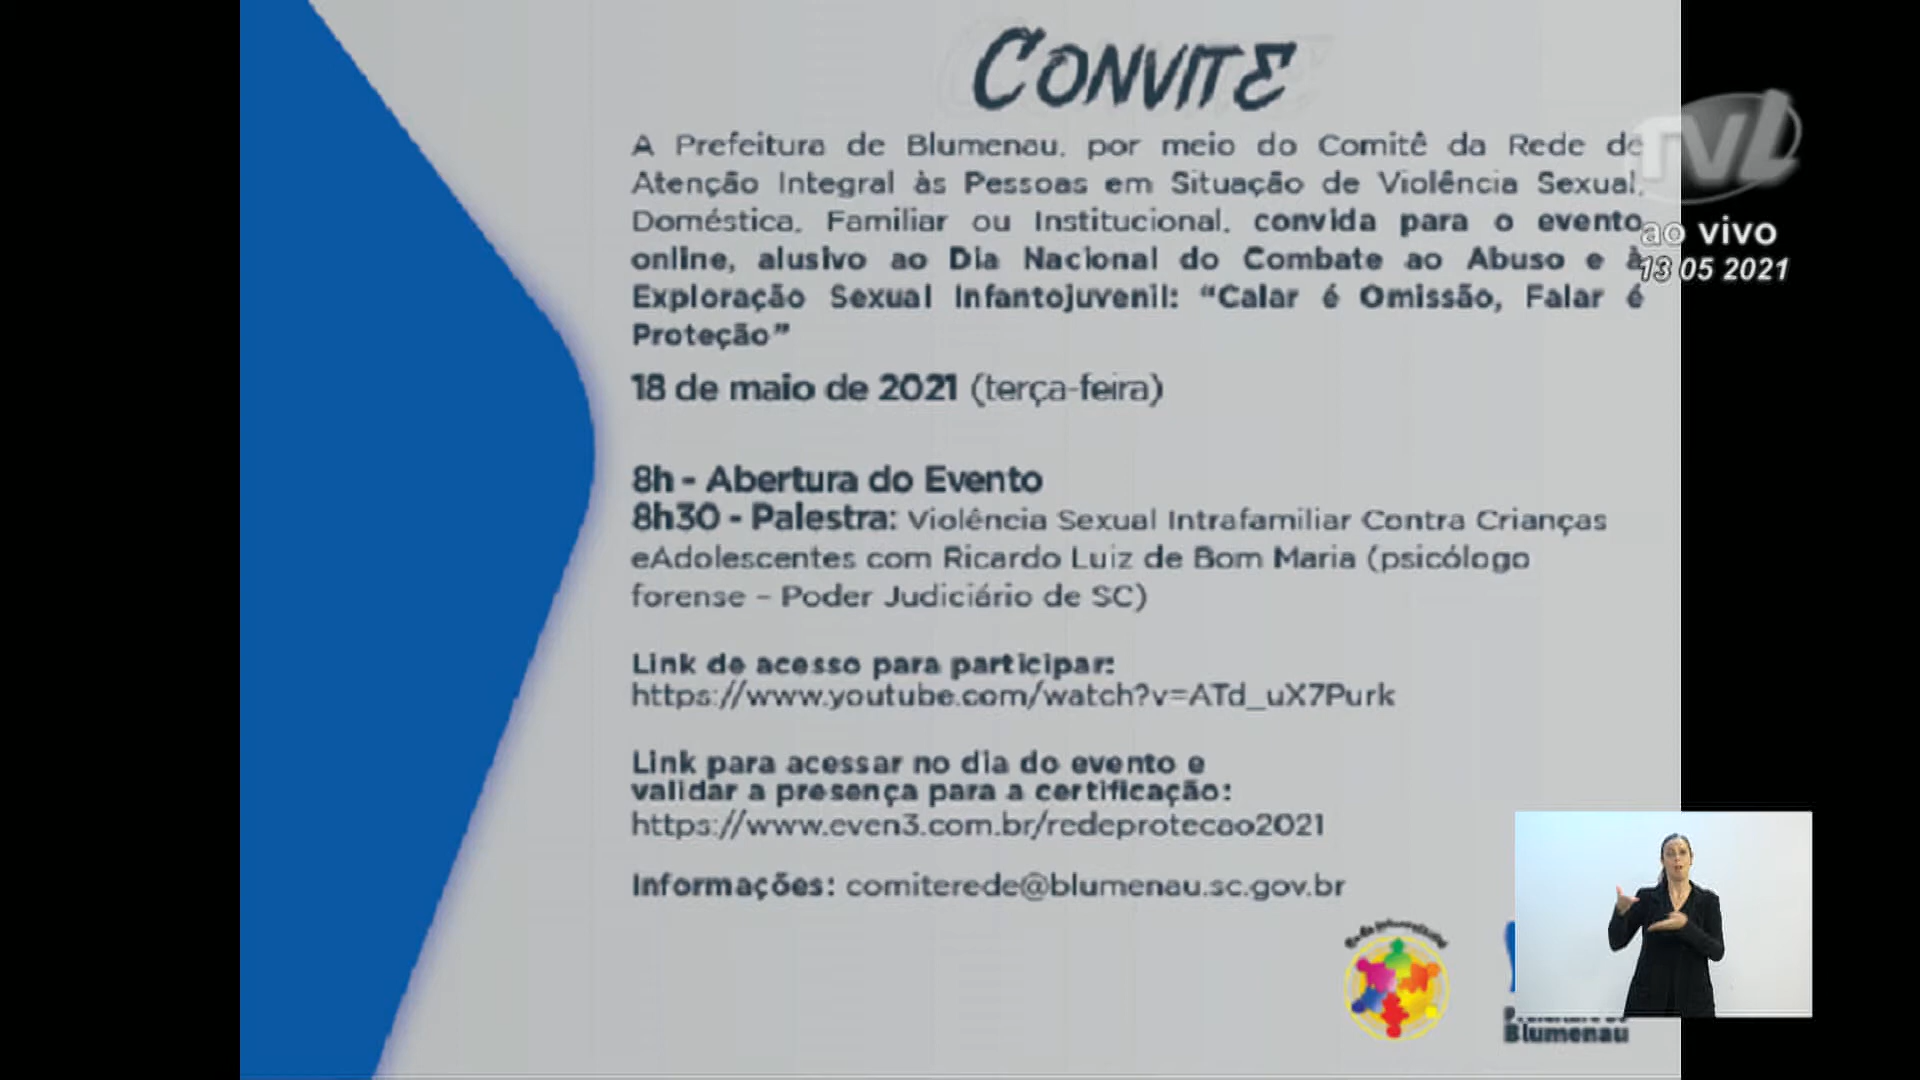 CONVITE
A Prefeitura de Blumenau, por meio do Comitê da Rede de
Atenção Integral às Pessoas em Situação de Violência Sexual,
Doméstica, Familiar ou Institucional, convida para o evento
online, alusivo ao Dia Nacional do Combate ao Abuso e à
Exploração Sexual Infantojuvenil: “Calar é Omissão, Falar é
Proteção”
18 de maio de 2021 (terça-feira)
8h - Abertura do Evento
8h30 - Palestra: Violência Sexual Intrafamiliar Contra Crianças
eAdolescentes com Ricardo Luiz de Bom Maria (psicólogo
forense – Poder Judiciário de SC)
Link de acesso para participar:
https://www.youtube.com/watch?v=ATd_uX7Purk
Link para acessar no dia do evento e
validar a presença para a certificação:
https://www.even3.com.br/redeprotecao2021
Informações: comiterede@blumenau.sc.gov.br
Blumenau
TVL
ao vivo
13 05 2021